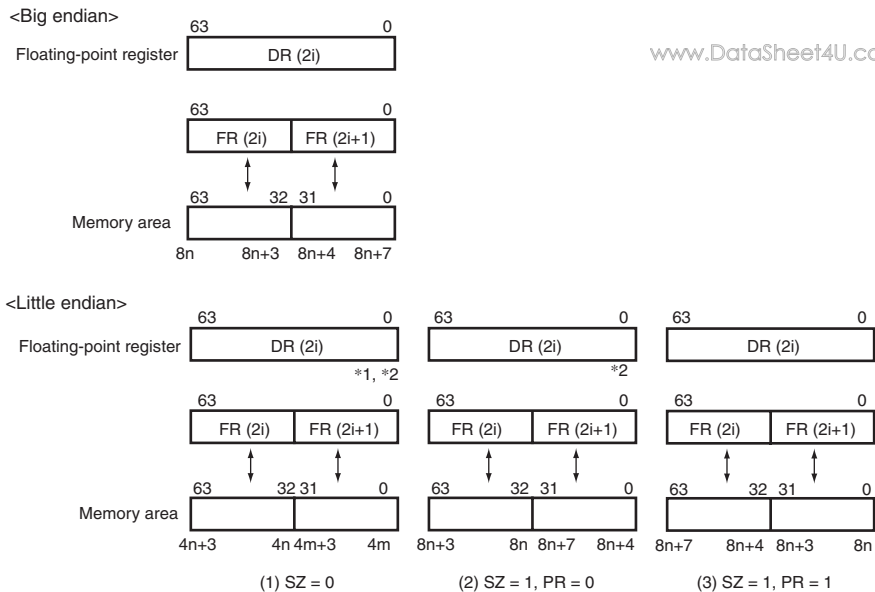 <Big endian>
www.DataSheet4U.co
63 0
Floating-point register DR (2i)
63 0
FR (2i) FR (2i+1)
63 32 31 0
Memory area
8n 8n+3 8n+4 8n+7
<Little endian>
63 0 63 0 63 0
Floating-point register DR (2i) DR (2i) DR (2i)
*1, *2 *2
63 0 63 0 63 0
FR (2i) FR (2i+1) FR (2i) FR (2i+1) FR (2i) FR (2i+1)
63 32 31 0 63 32 31 0 63 32 31 0
Memory area
4n+3 4n 4m+3 4m 8n+3 8n 8n+7 8n+4 8n+7 8n+4 8n+3 8n
(1) SZ = 0 (2) SZ = 1, PR = 0 (3) SZ = 1, PR = 1